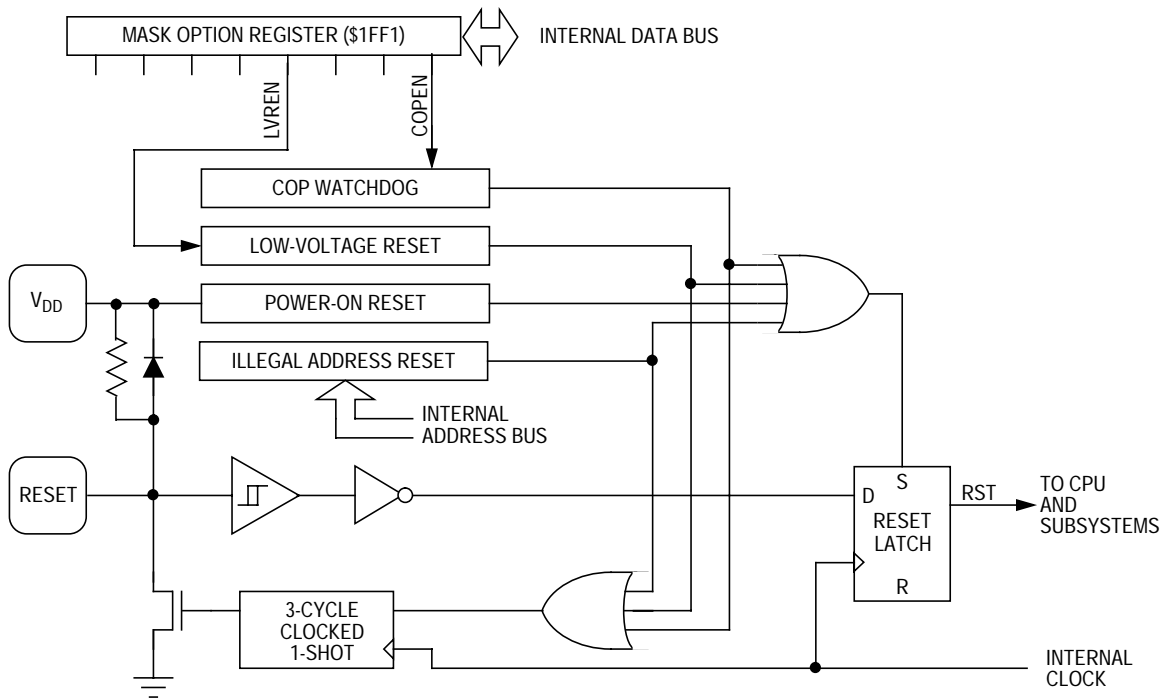 MASK OPTION REGISTER ($1FF1)
INTERNAL DATA BUS
LVREN
COPEN
COP WATCHDOG
LOW-VOLTAGE RESET
VDD
POWER-ON RESET
ILLEGAL ADDRESS RESET
INTERNAL
ADDRESS BUS
RESET
D
S
RESET
LATCH
R
RST
TO CPU
AND
SUBSYSTEMS
3-CYCLE
CLOCKED
1-SHOT
INTERNAL
CLOCK